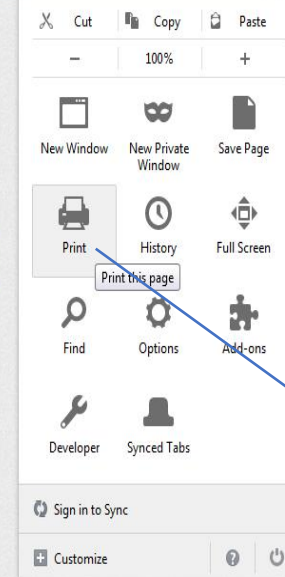 Cut Copy Paste
− 100% +
New Window New Private Window Save Page
Print History Full Screen
Print this page
Find Options Add-ons
Developer Synced Tabs
Sign in to Sync
Customize